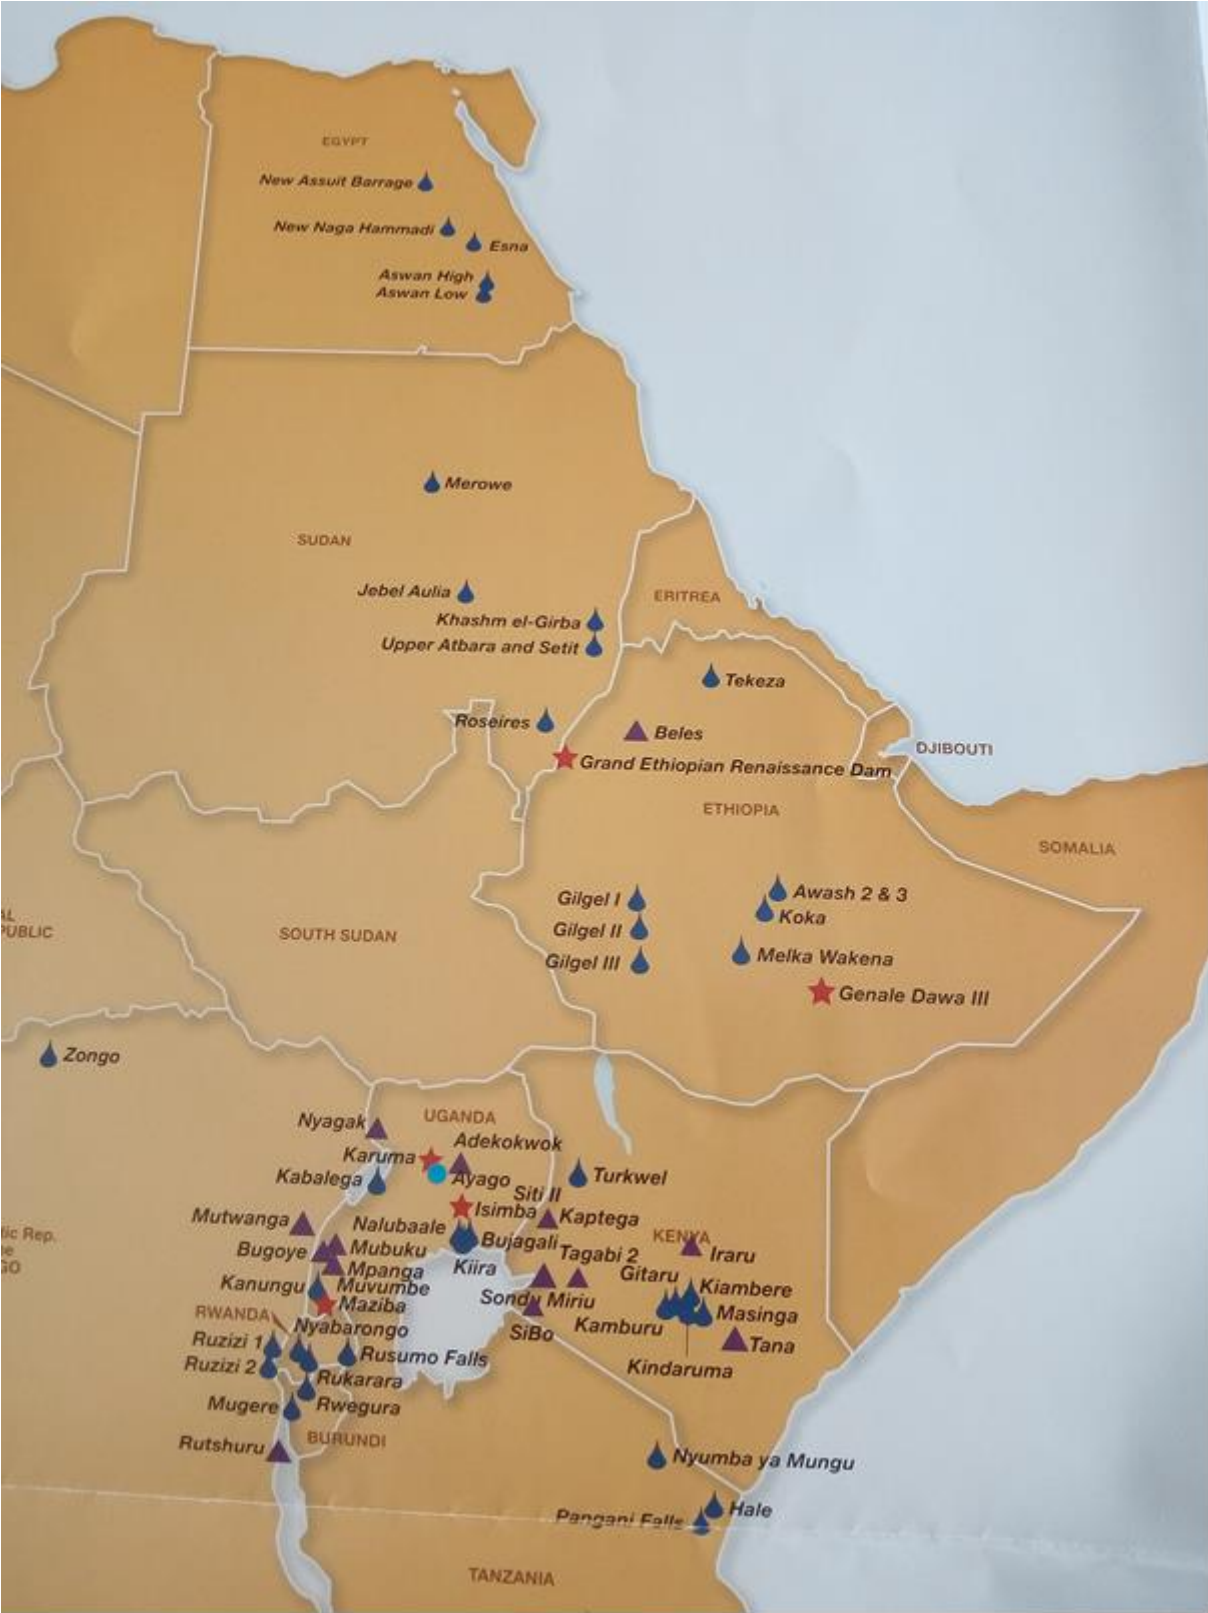 EGYPT
New Assuit Barrage
New Naga Hammadi
Esna
Aswan High
Aswan Low
Merowe
SUDAN
Jebel Aulia
ERITREA
Khashm el-Girba
Upper Atbara and Setit
Tekeza
Roseires
Beles
DJIBOUTI
Grand Ethiopian Renaissance Dam
ETHIOPIA
SOMALIA
Gilgel I
Awash 2 & 3
Koka
AL
PUBLIC
SOUTH SUDAN
Gilgel II
Gilgel III
Melka Wakena
Genale Dawa III
Zongo
Nyagak
UGANDA
Adekokwok
Karuma
Kabalega
Ayago
Turkwel
Siti II
Isimba
Mutwanga
Nalubaale
Kaptega
tic Rep.
he
GO
Bugoye
Mubuku
Bujagali
KENYA
Tagabi 2
Iraru
Mpanga
Kiira
Gitaru
Kanungu
Muvumbe
Kiambere
Maziba
Sondu Miriu
Masinga
RWANDA
Nyabarongo
SiBo
Kamburu
Ruzizi 1
Tana
Ruzizi 2
Rusumo Falls
Kindaruma
Rukarara
Mugere
Rwegura
Rutshuru
BURUNDI
Nyumba ya Mungu
Hale
Pangani Falls
TANZANIA